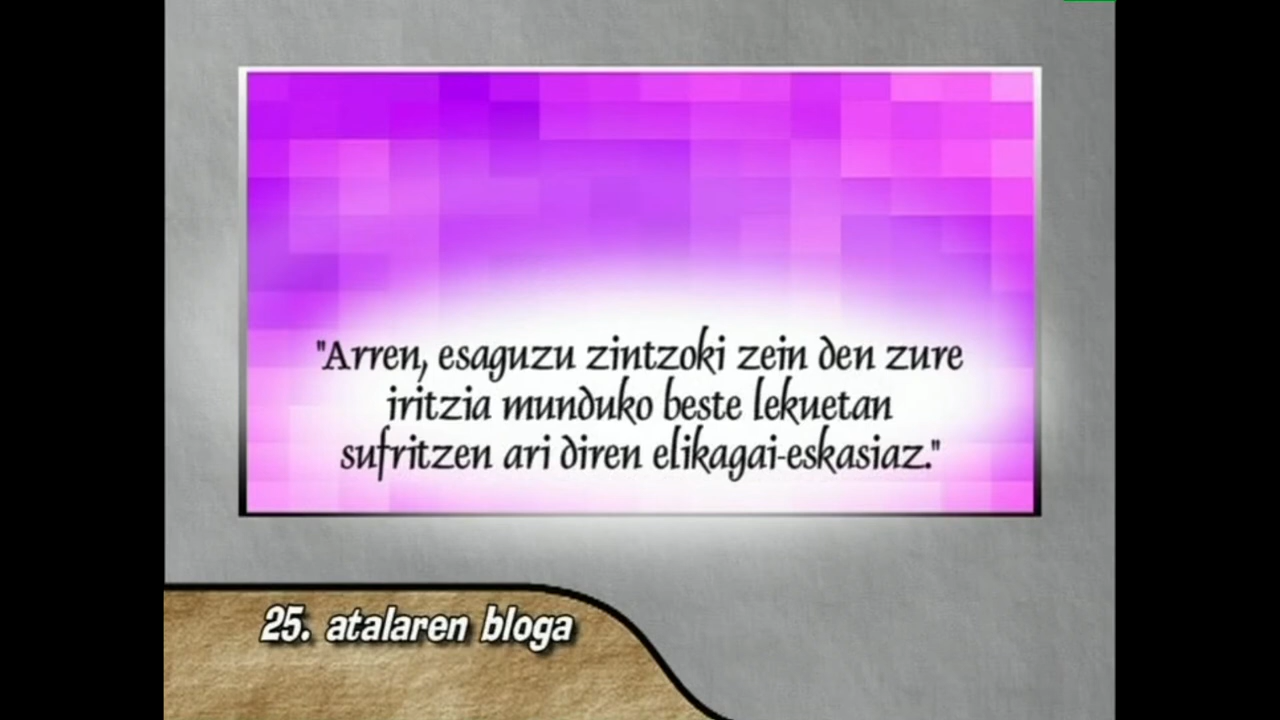 "Arren, esaguzu zintzoki zein den zure
iritzia munduko beste lekuetan
sufritzen ari diren elikagai-eskasiaz."
25. atalaren bloga